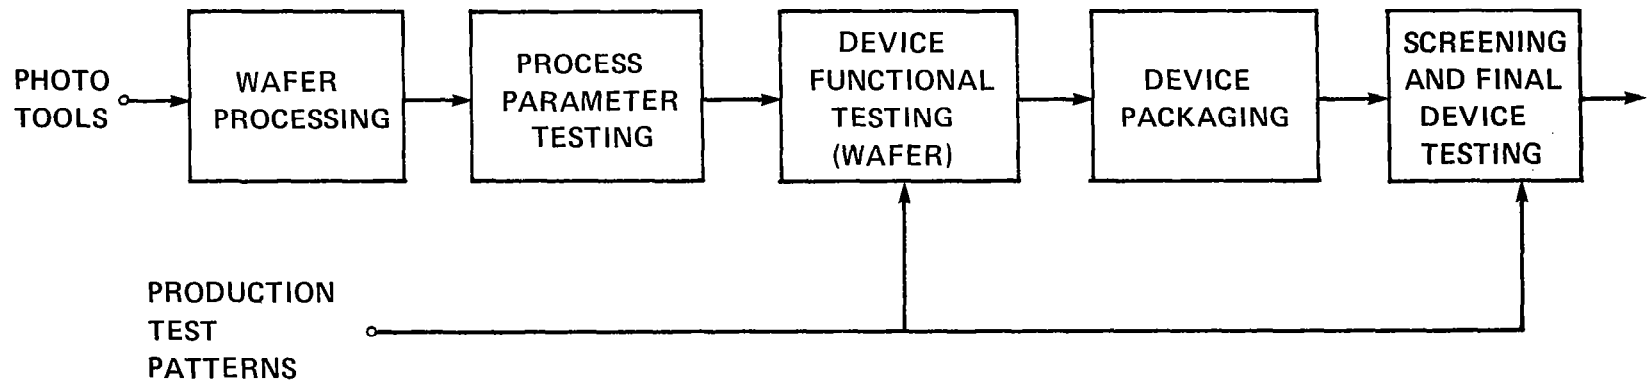 PHOTO
TOOLS
WAFER
PROCESSING
PROCESS
PARAMETER
TESTING
DEVICE
FUNCTIONAL
TESTING
(WAFER)
DEVICE
PACKAGING
SCREENING
AND FINAL
DEVICE
TESTING
PRODUCTION
TEST
PATTERNS